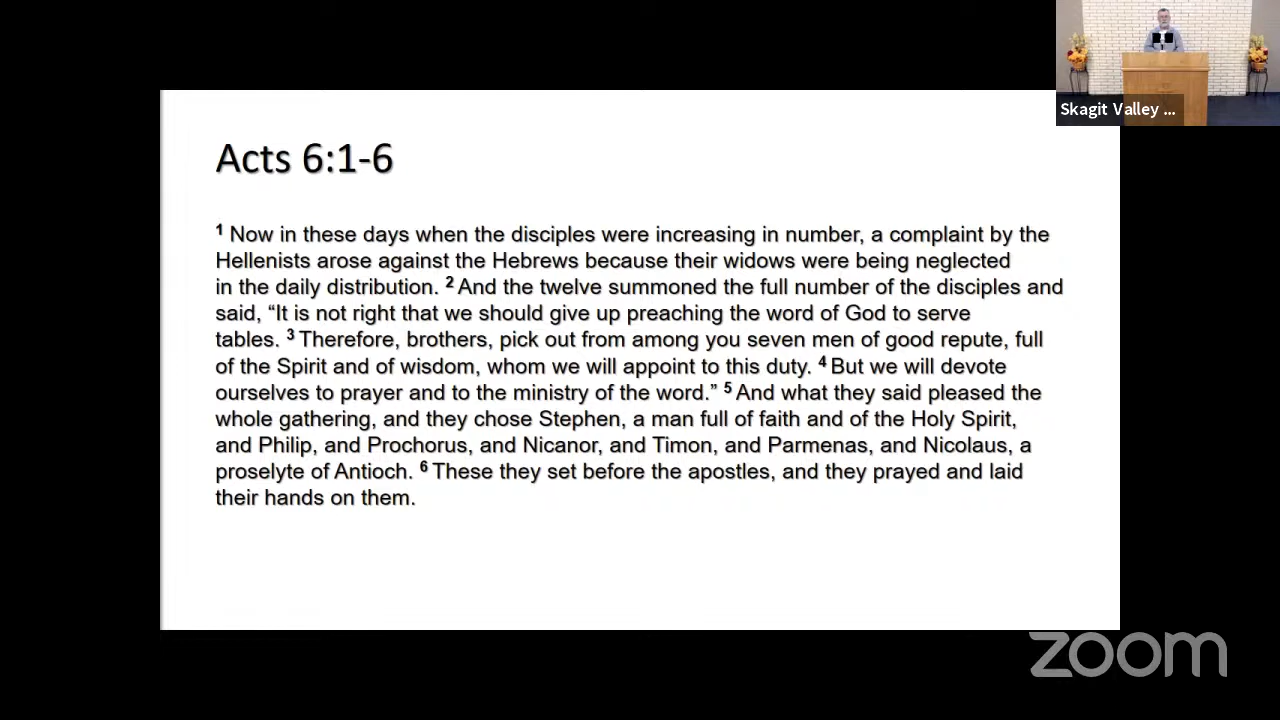 Skagit Valley ...
Acts 6:1-6
1 Now in these days when the disciples were increasing in number, a complaint by the
Hellenists arose against the Hebrews because their widows were being neglected
in the daily distribution. 2 And the twelve summoned the full number of the disciples and
said, “It is not right that we should give up preaching the word of God to serve
tables. 3 Therefore, brothers, pick out from among you seven men of good repute, full
of the Spirit and of wisdom, whom we will appoint to this duty. 4 But we will devote
ourselves to prayer and to the ministry of the word.” 5 And what they said pleased the
whole gathering, and they chose Stephen, a man full of faith and of the Holy Spirit,
and Philip, and Prochorus, and Nicanor, and Timon, and Parmenas, and Nicolaus, a
proselyte of Antioch. 6 These they set before the apostles, and they prayed and laid
their hands on them.
zoom